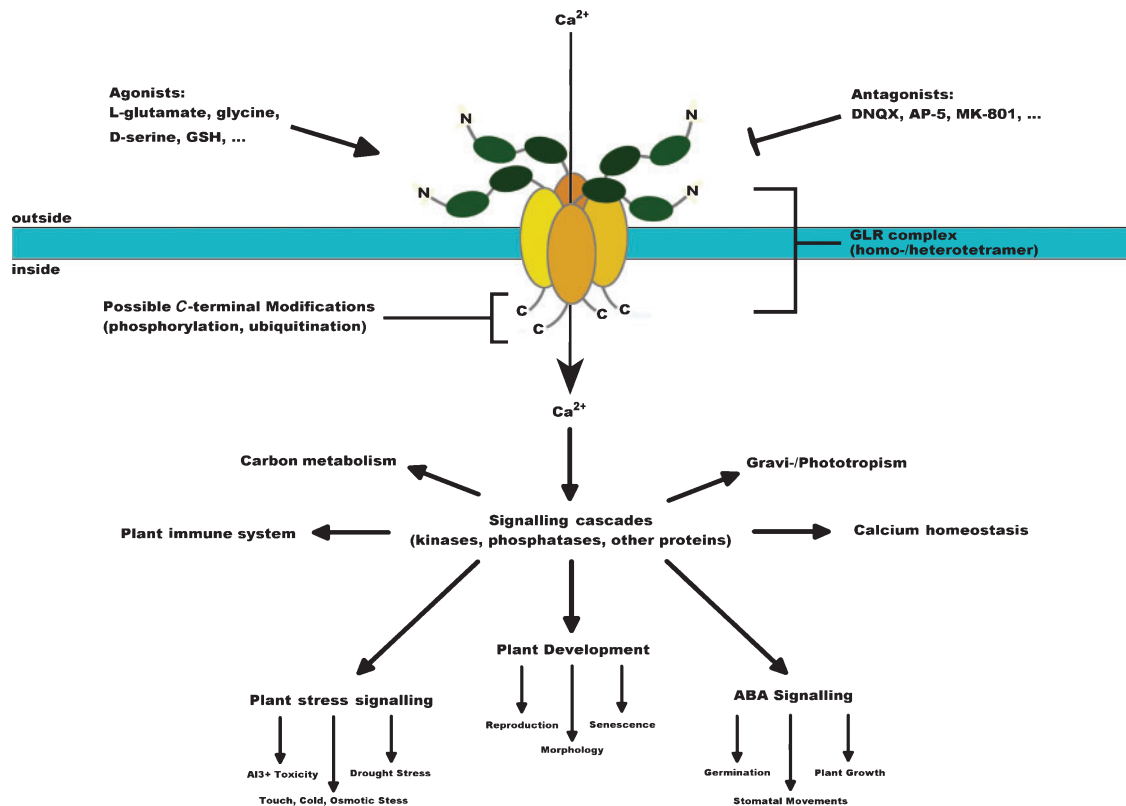 Ca2+
Agonists:
L-glutamate, glycine,
D-serine, GSH, ...
Antagonists:
DNQX, AP-5, MK-801, ...
N
N
N
N
outside
inside
GLR complex
(homo-/heterotetramer)
Possible C-terminal Modifications
(phosphorylation, ubiquitination)
C
C
C
C
Ca2+
Carbon metabolism
Gravi-/Phototropism
Plant immune system
Signalling cascades
(kinases, phosphatases, other proteins)
Calcium homeostasis
Plant Development
Reproduction
Senescence
Morphology
Plant stress signalling
Al3+ Toxicity
Drought Stress
Touch, Cold, Osmotic Stess
ABA Signalling
Germination
Plant Growth
Stomatal Movements